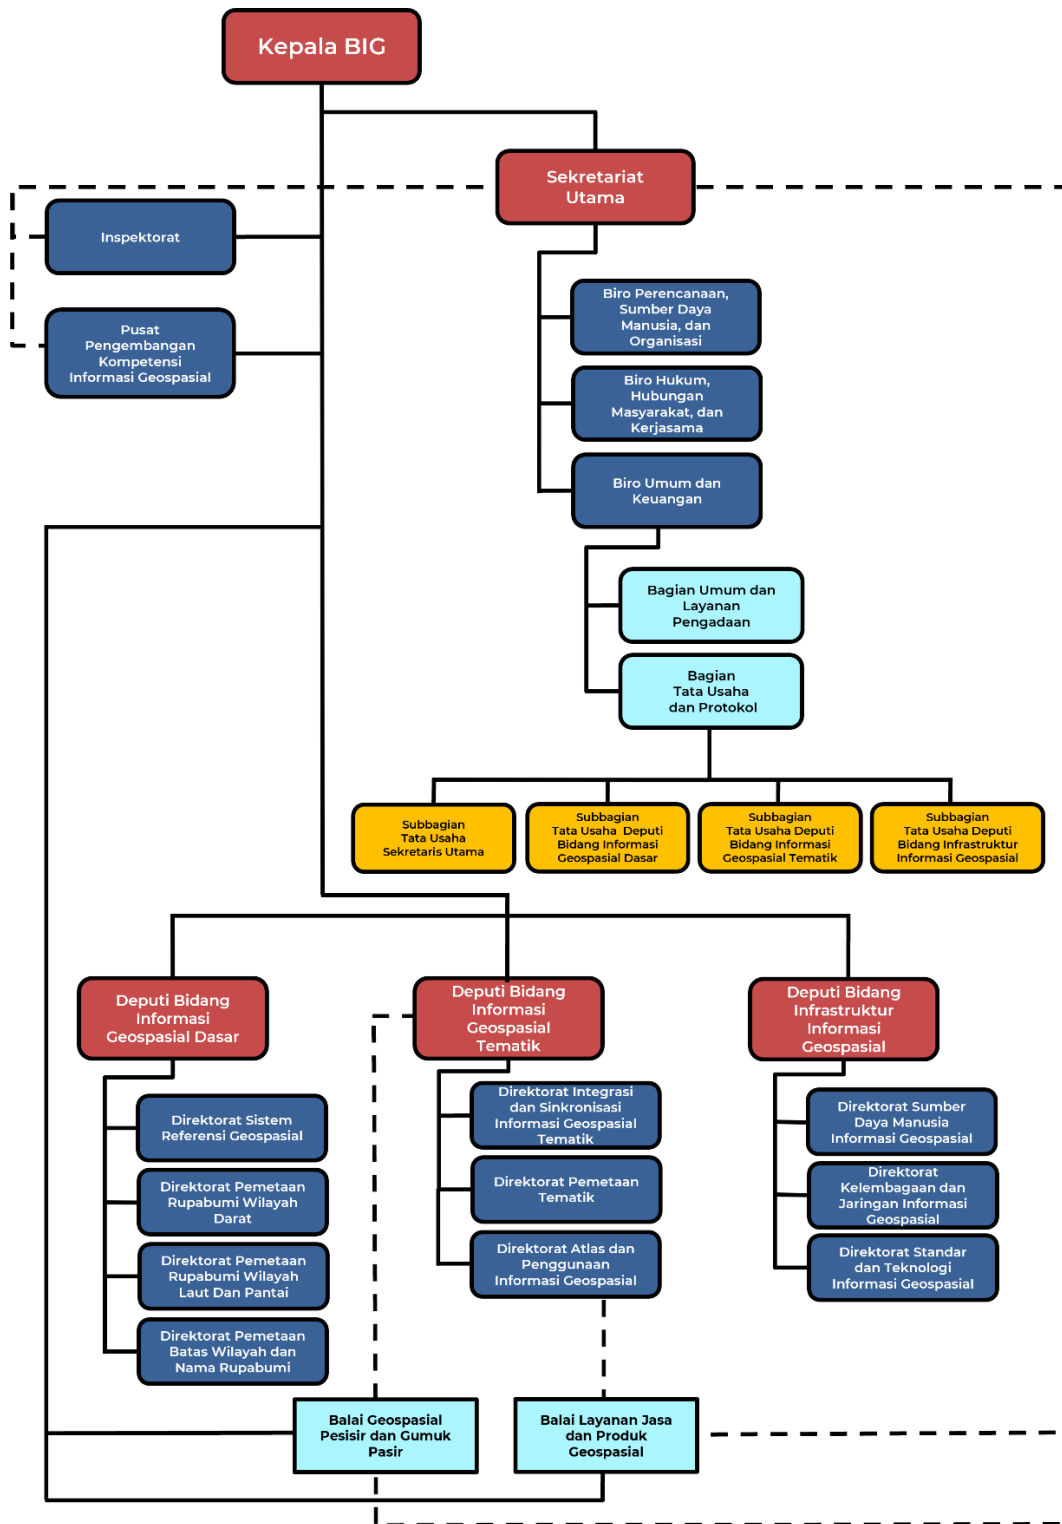 Kepala BIG
Sekretariat
Utama
Inspektorat
Pusat
Pengembangan
Kompetensi
Informasi Geospasial
Biro Perencanaan,
Sumber Daya
Manusia, dan
Organisasi
Biro Hukum,
Hubungan
Masyarakat, dan
Kerjasama
Biro Umum dan
Keuangan
Bagian Umum dan
Layanan
Pengadaan
Bagian
Tata Usaha
dan Protokol
Subbagian
Tata Usaha
Sekretaris Utama
Subbagian
Tata Usaha Deputi
Bidang Informasi
Geospasial Dasar
Subbagian
Tata Usaha Deputi
Bidang Informasi
Geospasial Tematik
Subbagian
Tata Usaha Deputi
Bidang Infrastruktur
Informasi Geospasial
Deputi Bidang
Informasi
Geospasial Dasar
Direktorat Sistem
Referensi Geospasial
Direktorat Pemetaan
Rupabumi Wilayah
Darat
Direktorat Pemetaan
Rupabumi Wilayah
Laut Dan Pantai
Direktorat Pemetaan
Batas Wilayah dan
Nama Rupabumi
Deputi Bidang
Informasi
Geospasial
Tematik
Direktorat Integrasi
dan Sinkronisasi
Informasi Geospasial
Tematik
Direktorat Pemetaan
Tematik
Direktorat Atlas dan
Penggunaan
Informasi Geospasial
Deputi Bidang
Infrastruktur
Informasi
Geospasial
Direktorat Sumber
Daya Manusia
Informasi Geospasial
Direktorat
Kelembagaan dan
Jaringan Informasi
Geospasial
Direktorat Standar
dan Teknologi
Informasi Geospasial
Balai Geospasial
Pesisir dan Gumuk
Pasir
Balai Layanan Jasa
dan Produk
Geospasial